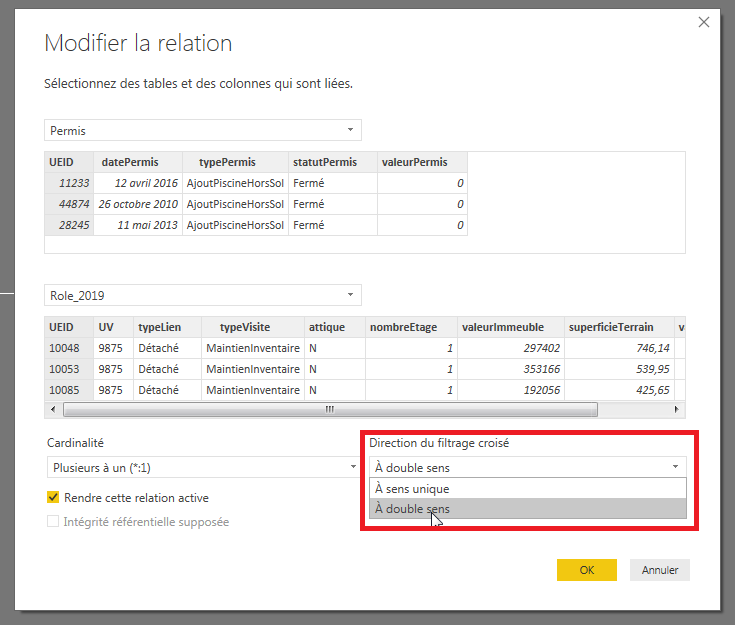 Modifier la relation
Sélectionnez des tables et des colonnes qui sont liées.
Permis
UEID datePermis typePermis statutPermis valeurPermis
11233 12 avril 2016 AjoutPiscineHorsSol Fermé 0
44874 26 octobre 2010 AjoutPiscineHorsSol Fermé 0
28245 11 mai 2013 AjoutPiscineHorsSol Fermé 0
Role_2019
UEID UV typeLien typeVisite attique nombreEtage valeurImmeuble superficieTerrain v
10048 9875 Détaché MaintienInventaire N 1 297402 746,14
10053 9875 Détaché MaintienInventaire N 1 353166 539,95
10085 9875 Détaché MaintienInventaire N 1 192056 425,65
Cardinalité
Plusieurs à un (*:1)
Rendre cette relation active
Intégrité référentielle supposée
Direction du filtrage croisé
À double sens
À sens unique
À double sens
OK Annuler